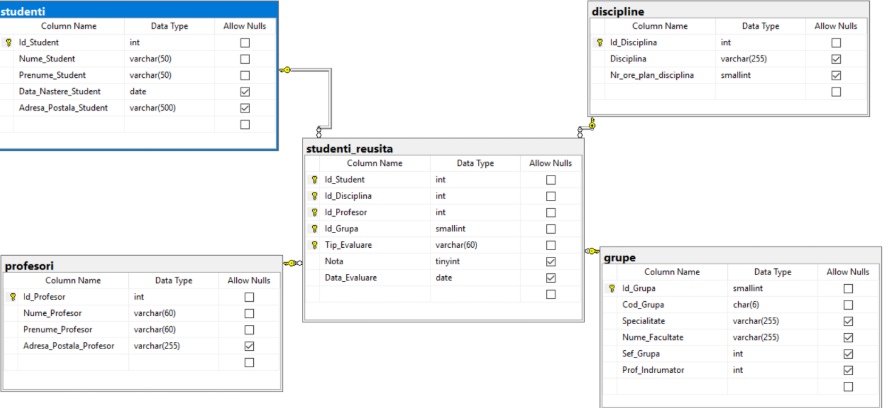 studenti
Column Name Data Type Allow Nulls
Id_Student int
Nume_Student varchar(50)
Prenume_Student varchar(50)
Data_Nastere_Student date
Adresa_Postala_Student varchar(500)
discipline
Column Name Data Type Allow Nulls
Id_Disciplina int
Disciplina varchar(255)
Nr_ore_plan_disciplina smallint
studenti_reusita
Column Name Data Type Allow Nulls
Id_Student int
Id_Disciplina int
Id_Profesor int
Id_Grupa smallint
Tip_Evaluare varchar(60)
Nota tinyint
Data_Evaluare date
profesori
Column Name Data Type Allow Nulls
Id_Profesor int
Nume_Profesor varchar(60)
Prenume_Profesor varchar(60)
Adresa_Postala_Profesor varchar(255)
grupe
Column Name Data Type Allow Nulls
Id_Grupa smallint
Cod_Grupa char(6)
Specialitate varchar(255)
Nume_Facultate varchar(255)
Sef_Grupa int
Prof_Indrumator int